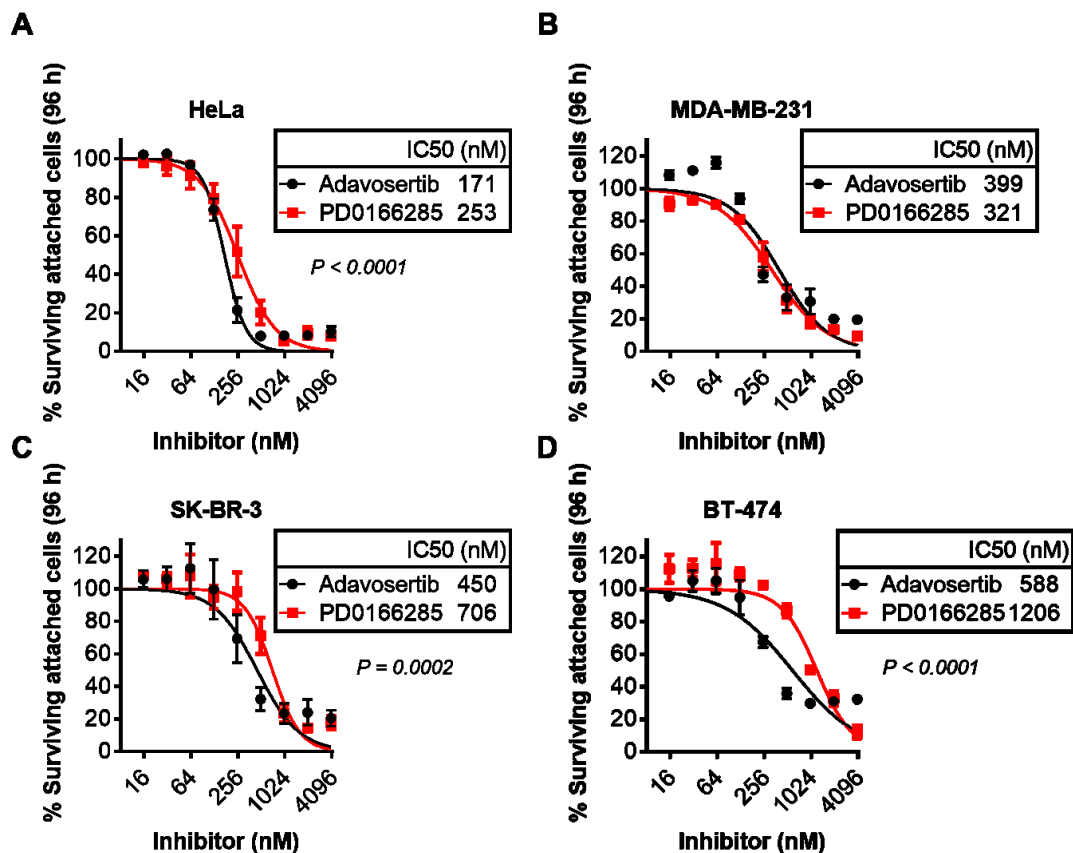 A
% Surviving attached cells (96 h)
HeLa
IC50 (nM)
Adavosertib 171
PD0166285 253
P < 0.0001
100
80
60
40
20
0
16
64
256
1024
4096
Inhibitor (nM)
B
% Surviving attached cells (96 h)
MDA-MB-231
IC50 (nM)
Adavosertib 399
PD0166285 321
120
100
80
60
40
20
0
16
64
256
1024
4096
Inhibitor (nM)
C
% Surviving attached cells (96 h)
SK-BR-3
IC50 (nM)
Adavosertib 450
PD0166285 706
P = 0.0002
120
100
80
60
40
20
0
16
64
256
1024
4096
Inhibitor (nM)
D
% Surviving attached cells (96 h)
BT-474
IC50 (nM)
Adavosertib 588
PD0166285 1206
P < 0.0001
120
100
80
60
40
20
0
16
64
256
1024
4096
Inhibitor (nM)